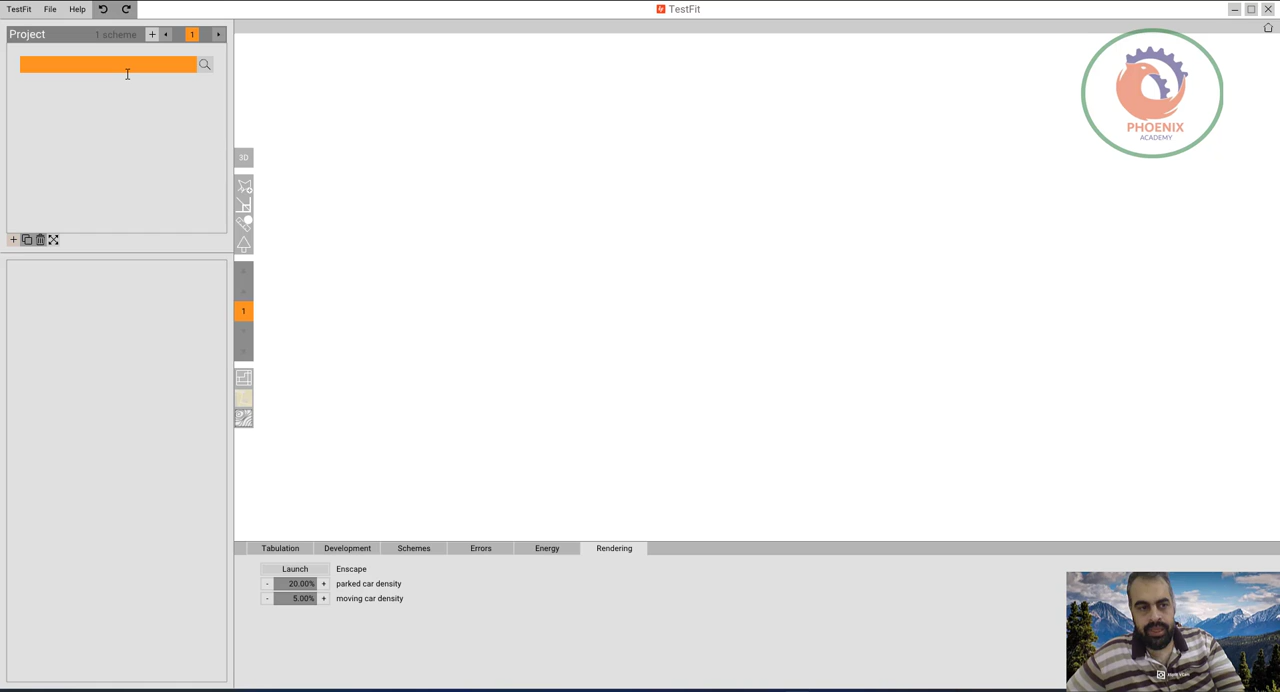 TestFit File Help
TestFit
Project 1 scheme + 1
3D
1
PHOENIX
ACADEMY
Tabulation Development Schemes Errors Energy Rendering
Launch Enscape
- 20.00% + parked car density
- 5.00% + moving car density